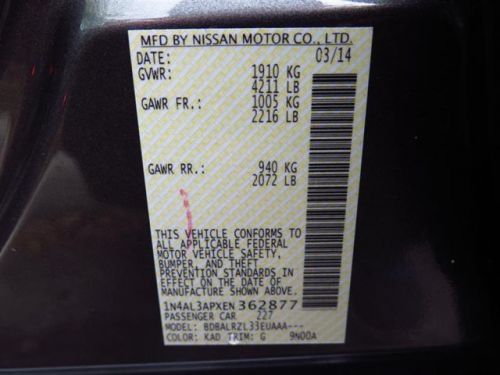 MFD BY NISSAN MOTOR CO., LTD.
DATE: 03/14
GVWR: 1910 KG
4211 LB
GAWR FR.: 1005 KG
2216 LB
GAWR RR.: 940 KG
2072 LB
THIS VEHICLE CONFORMS TO
ALL APPLICABLE FEDERAL
MOTOR VEHICLE SAFETY,
BUMPER, AND THEFT
PREVENTION STANDARDS IN
EFFECT ON THE DATE OF
MANUFACTURE SHOWN ABOVE.
1N4AL3APXEN 362877
PASSENGER CAR 227
MODEL: BDBALRZL33EUAAA---
COLOR: KAD TRIM: G 9N00A